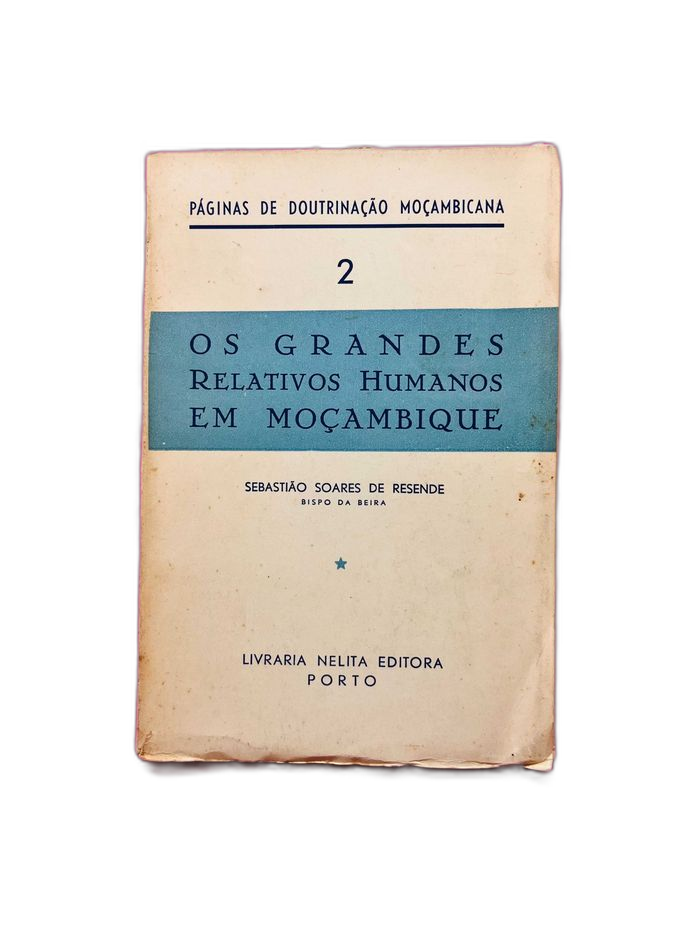 PÁGINAS DE DOUTRINAÇÃO MOÇAMBICANA
2
OS GRANDES
RELATIVOS HUMANOS
EM MOÇAMBIQUE
SEBASTIÃO SOARES DE RESENDE
BISPO DA BEIRA
LIVRARIA NELITA EDITORA
PORTO